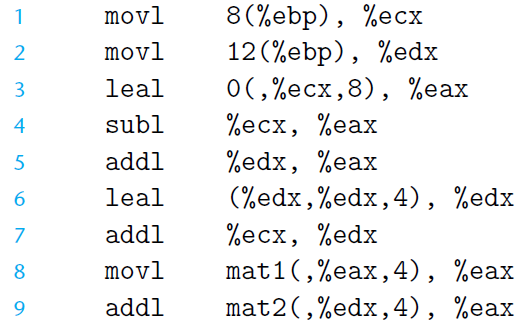 1 movl 8(%ebp), %ecx
2 movl 12(%ebp), %edx
3 leal 0(,%ecx,8), %eax
4 subl %ecx, %eax
5 addl %edx, %eax
6 leal (%edx,%edx,4), %edx
7 addl %ecx, %edx
8 movl mat1(,%eax,4), %eax
9 addl mat2(,%edx,4), %eax